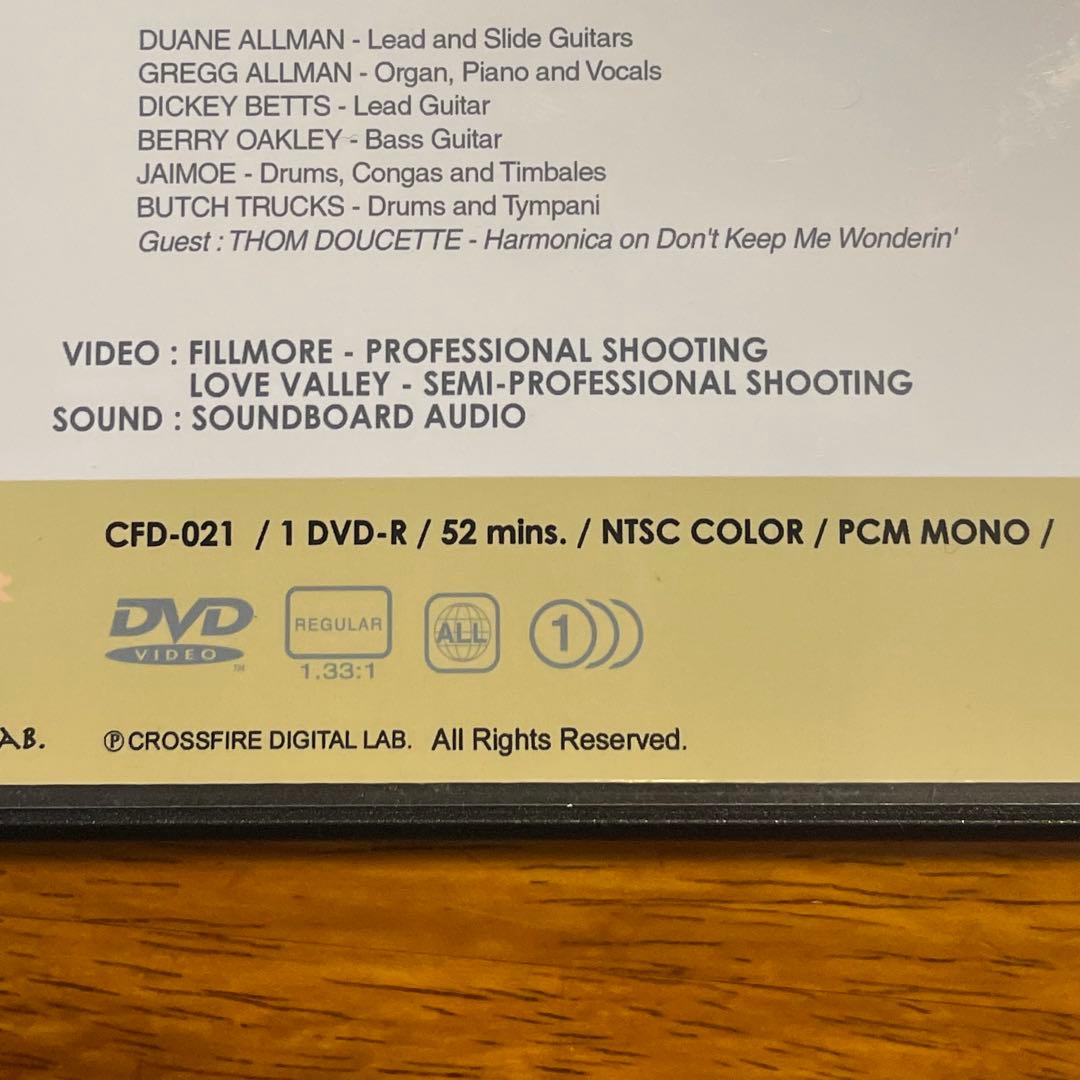 DUANE ALLMAN - Lead and Slide Guitars
GREGG ALLMAN - Organ, Piano and Vocals
DICKEY BETTS - Lead Guitar
BERRY OAKLEY - Bass Guitar
JAIMOE - Drums, Congas and Timbales
BUTCH TRUCKS - Drums and Tympani
Guest : THOM DOUCETTE - Harmonica on Don't Keep Me Wonderin'
VIDEO : FILLMORE - PROFESSIONAL SHOOTING
LOVE VALLEY - SEMI-PROFESSIONAL SHOOTING
SOUND : SOUNDBOARD AUDIO
CFD-021 / 1 DVD-R / 52 mins. / NTSC COLOR / PCM MONO /
DVD REGULAR ALL 1
VIDEO TM 1.33:1
AB. ℗CROSSFIRE DIGITAL LAB. All Rights Reserved.